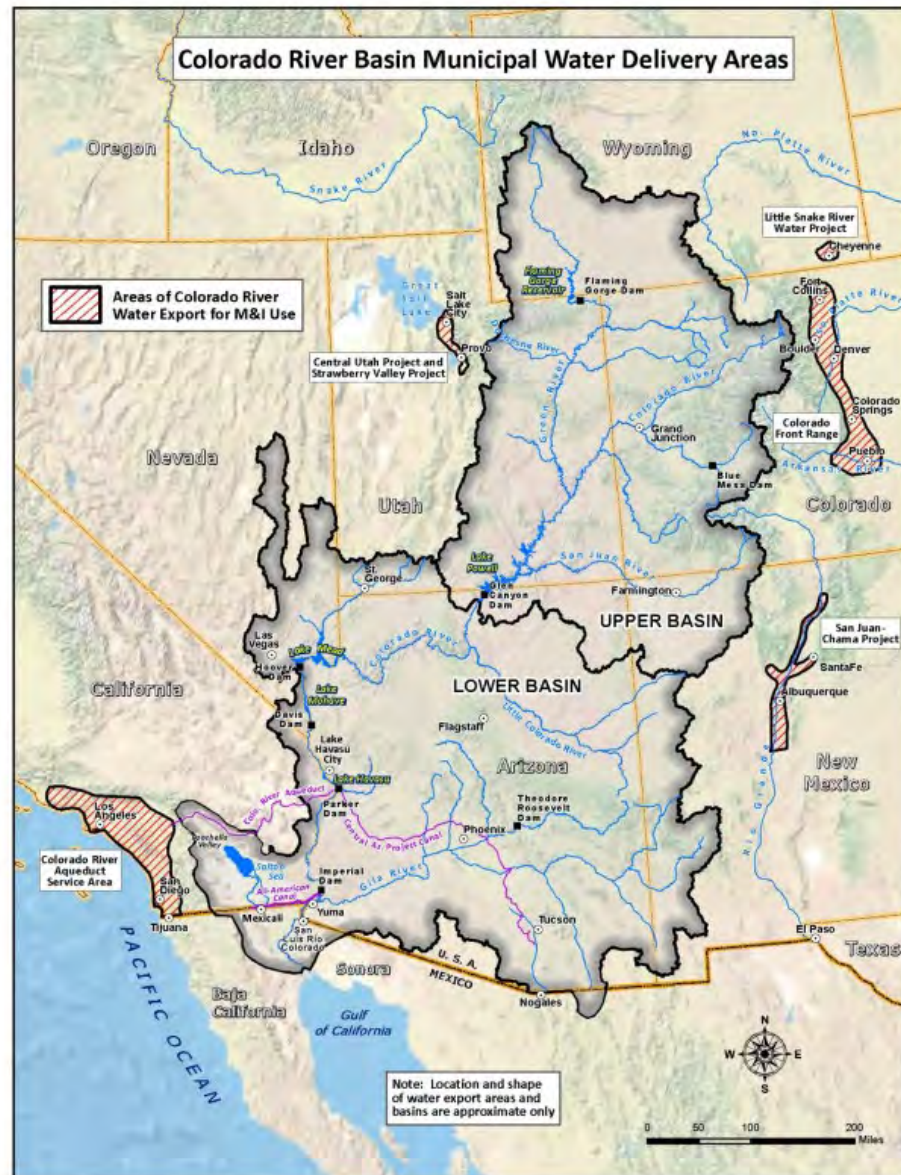 Colorado River Basin Municipal Water Delivery Areas
Oregon
Idaho
Wyoming
Snake River
No. Platte River
Little Snake River
Water Project
Cheyenne
Areas of Colorado River
Water Export for M&I Use
Great
Salt
Lake
Salt
Lake
City
Provo
Central Utah Project and
Strawberry Valley Project
Flaming
Gorge
Reservoir
Flaming
Gorge Dam
Duchesne River
Green River
Colorado River
Grand
Junction
Blue
Mesa Dam
Fort
Collins
So. Platte River
Boulder
Denver
Colorado
Springs
Colorado
Front Range
Pueblo
Arkansas River
Colorado
Nevada
Utah
Lake
Powell
Glen
Canyon
Dam
San Juan River
Farmington
UPPER BASIN
St.
George
Las
Vegas
Lake Mead
Hoover
Dam
Colorado River
LOWER BASIN
San Juan-
Chama Project
SantaFe
Albuquerque
California
Lake
Mohave
Davis
Dam
Lake
Havasu
City
Lake Havasu
Parker
Dam
Flagstaff
Little Colorado River
Arizona
New
Mexico
Rio Grande
Colo. River Aqueduct
Central Az. Project Canal
Theodore
Roosevelt
Dam
Phoenix
Los
Angeles
Coachella
Valley
Colorado River
Aqueduct
Service Area
San
Diego
Salton
Sea
All-American
Canal
Imperial
Dam
Gila River
Tijuana
Mexicali
Yuma
San
Luis Rio
Colorado
Tucson
El Paso
Texas
U. S. A.
MEXICO
Sonora
Nogales
PACIFIC OCEAN
Baja
California
Gulf
of California
Note: Location and shape
of water export areas and
basins are approximate only
N
W
E
S
0 50 100 200
Miles